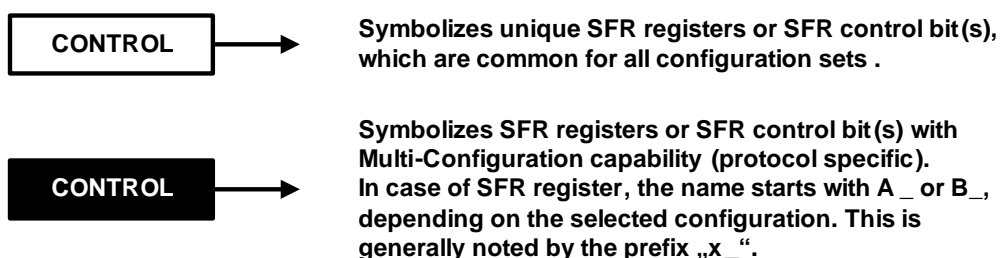 CONTROL
Symbolizes unique SFR registers or SFR control bit(s),
which are common for all configuration sets .
CONTROL
Symbolizes SFR registers or SFR control bit(s) with
Multi-Configuration capability (protocol specific).
In case of SFR register, the name starts with A _ or B_,
depending on the selected configuration. This is
generally noted by the prefix „x_“.